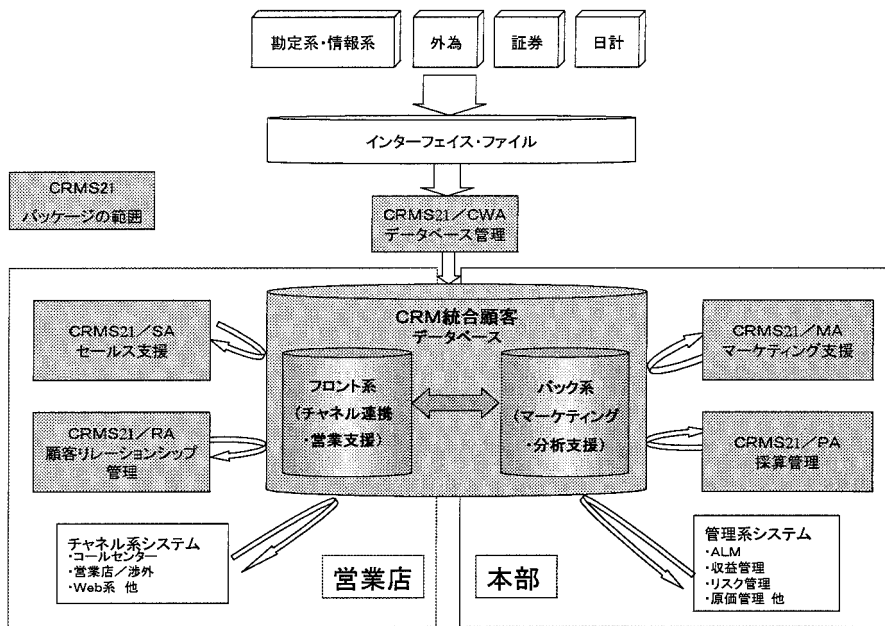 勘定系・情報系
外為
証券
日計
インターフェイス・ファイル
CRMS21
パッケージの範囲
CRMS21／CWA
データベース管理
CRM統合顧客
データベース
CRMS21／SA
セールス支援
CRMS21／MA
マーケティング支援
フロント系
(チャネル連携
・営業支援)
バック系
(マーケティング
・分析支援)
CRMS21／RA
顧客リレーションシップ
管理
CRMS21／PA
採算管理
チャネル系システム
・コールセンター
・営業店／渉外
・Web系 他
営業店
本部
管理系システム
・ALM
・収益管理
・リスク管理
・原価管理 他